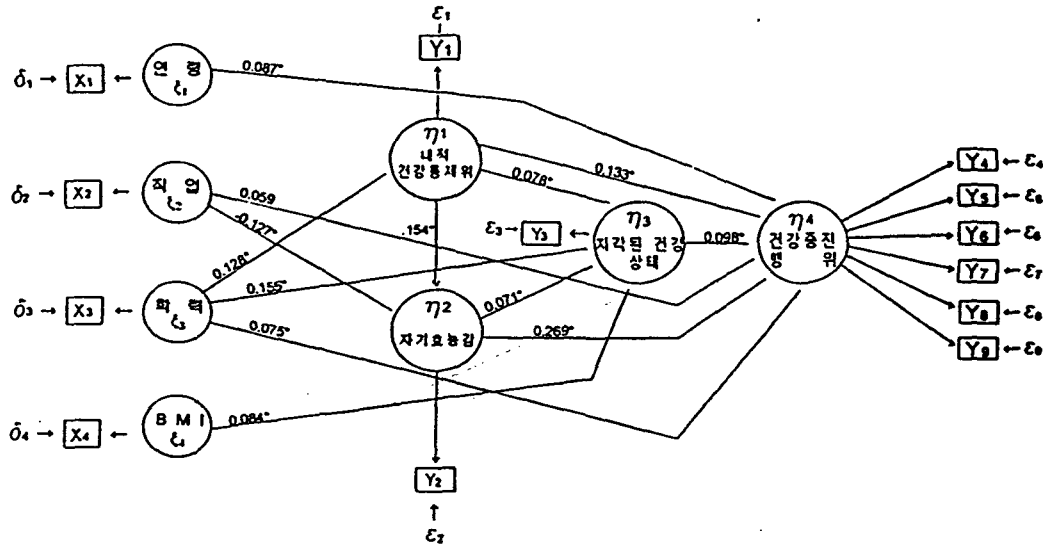 ε₁
Y₁
δ₁ → X₁ ←
연 령
ξ₁
0.087*
η₁
내적
건강통제위
0.133*
0.078*
δ₂ → X₂ ←
직 업
ξ₂
0.059
-0.127*
.154*
ε₃ → Y₃ ←
η₃
지각된 건강
상태
0.098*
η₄
건강증진
행 위
Y₄ ← ε₄
Y₅ ← ε₅
Y₆ ← ε₆
Y₇ ← ε₇
Y₈ ← ε₈
Y₉ ← ε₉
δ₃ → X₃ ←
학 력
ξ₃
0.128*
0.155*
0.075*
η₂
자기효능감
0.071*
0.269*
δ₄ → X₄ ←
B M I
ξ₄
0.084*
Y₂
ε₂